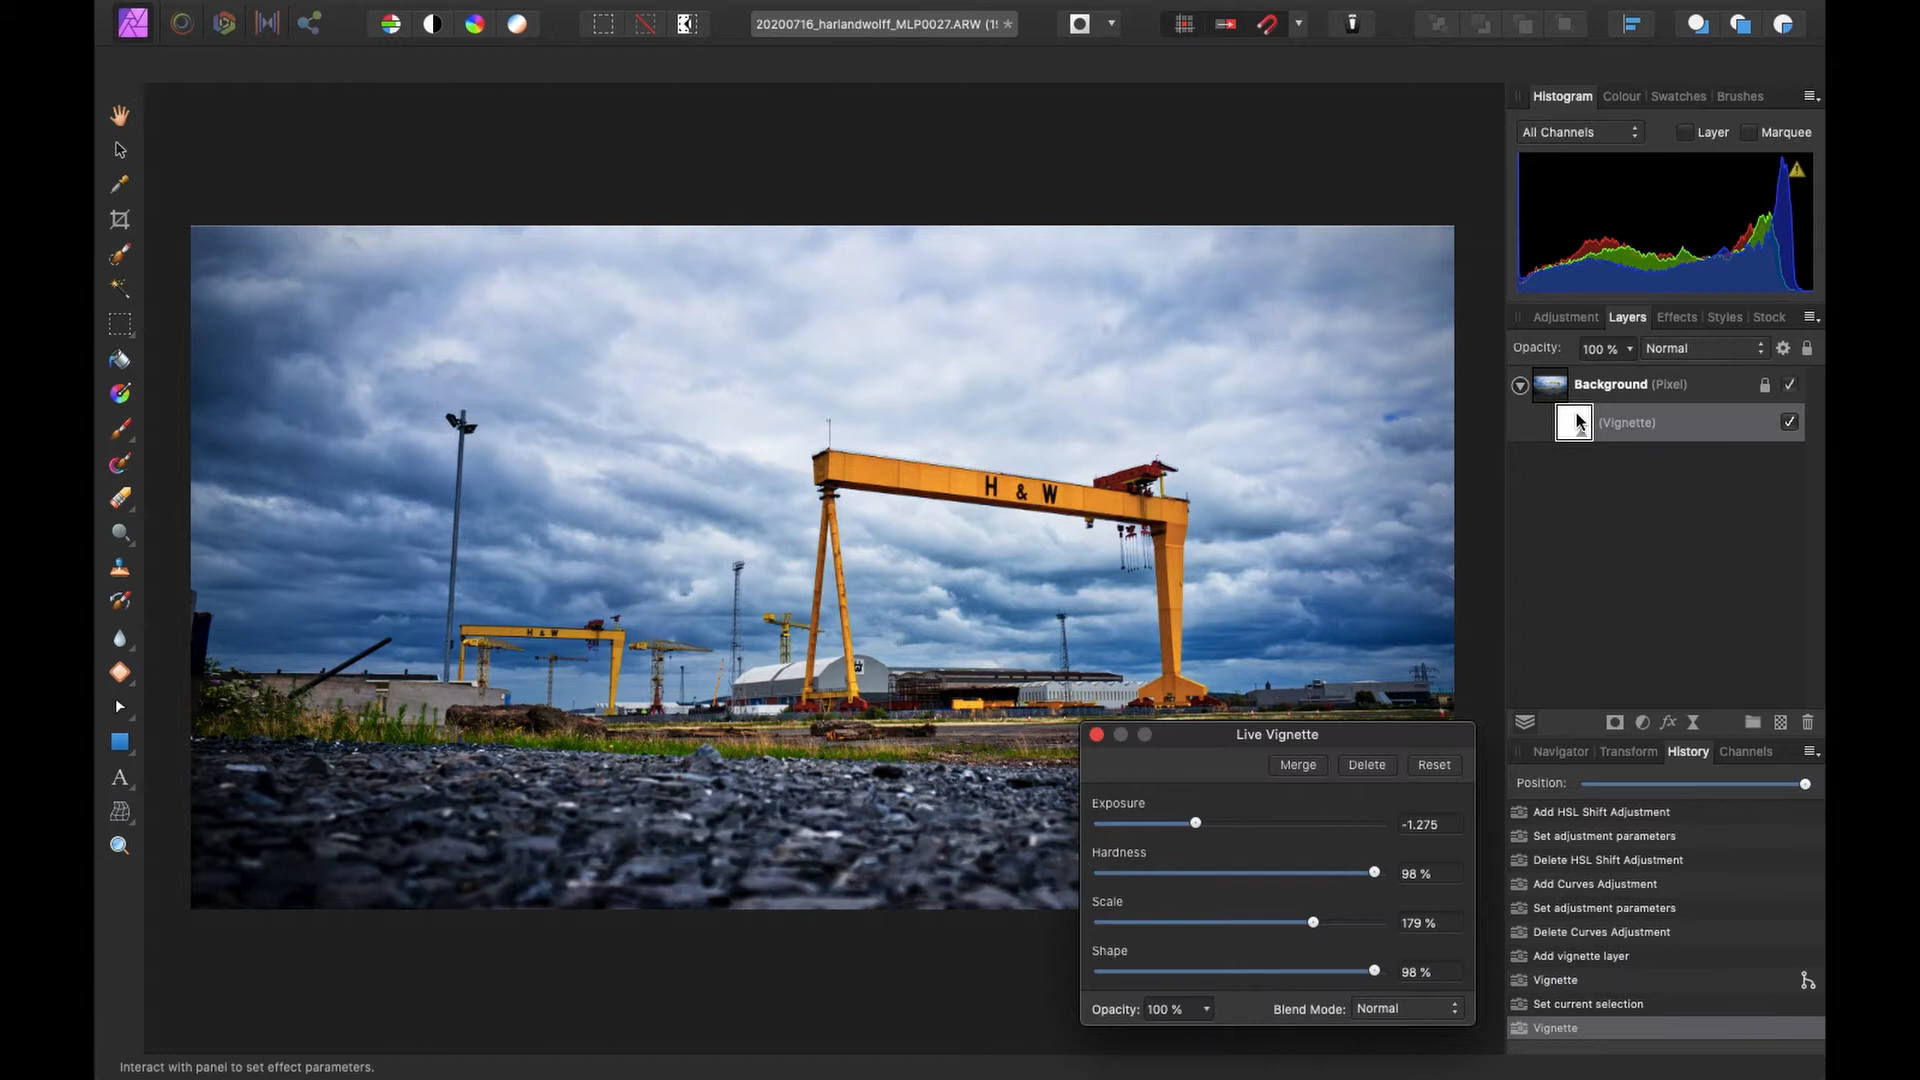 20200716_harlandwolff_MLP0027.ARW (1
Histogram Colour Swatches Brushes
All Channels Layer Marquee
Adjustment Layers Effects Styles Stock
Opacity: 100 % Normal
Background (Pixel)
(Vignette)
H & W
H & W
Navigator Transform History Channels
Position:
Add HSL Shift Adjustment
Set adjustment parameters
Delete HSL Shift Adjustment
Add Curves Adjustment
Set adjustment parameters
Delete Curves Adjustment
Add vignette layer
Vignette
Set current selection
Vignette
Live Vignette
Merge Delete Reset
Exposure
-1.275
Hardness
98 %
Scale
179 %
Shape
98 %
Opacity: 100 % Blend Mode: Normal
Interact with panel to set effect parameters.